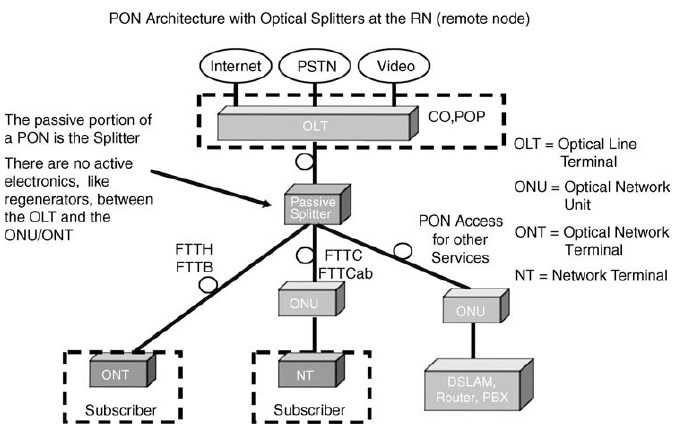 PON Architecture with Optical Splitters at the RN (remote node)
Internet
PSTN
Video
OLT
CO,POP
The passive portion of
a PON is the Splitter
There are no active
electronics, like
regenerators, between
the OLT and the
ONU/ONT
OLT = Optical Line
Terminal
ONU = Optical Network
Unit
ONT = Optical Network
Terminal
NT = Network Terminal
Passive
Splitter
PON Access
for other
Services
FTTH
FTTB
FTTC
FTTCab
ONU
ONU
ONT
Subscriber
NT
Subscriber
DSLAM,
Router, PBX